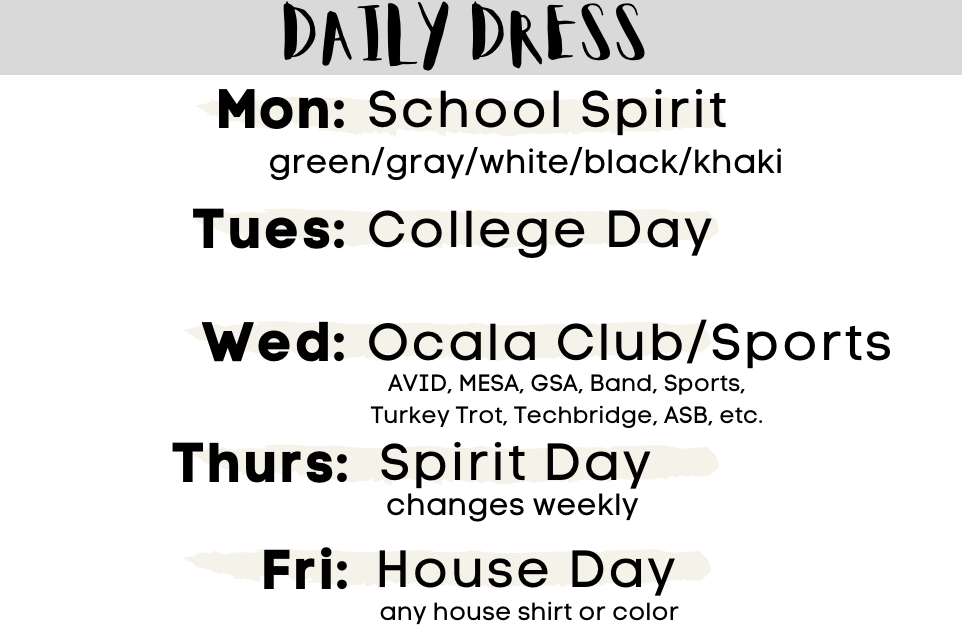 DAILY DRESS
Mon: School Spirit
green/gray/white/black/khaki
Tues: College Day
Wed: Ocala Club/Sports
AVID, MESA, GSA, Band, Sports,
Turkey Trot, Techbridge, ASB, etc.
Thurs: Spirit Day
changes weekly
Fri: House Day
any house shirt or color